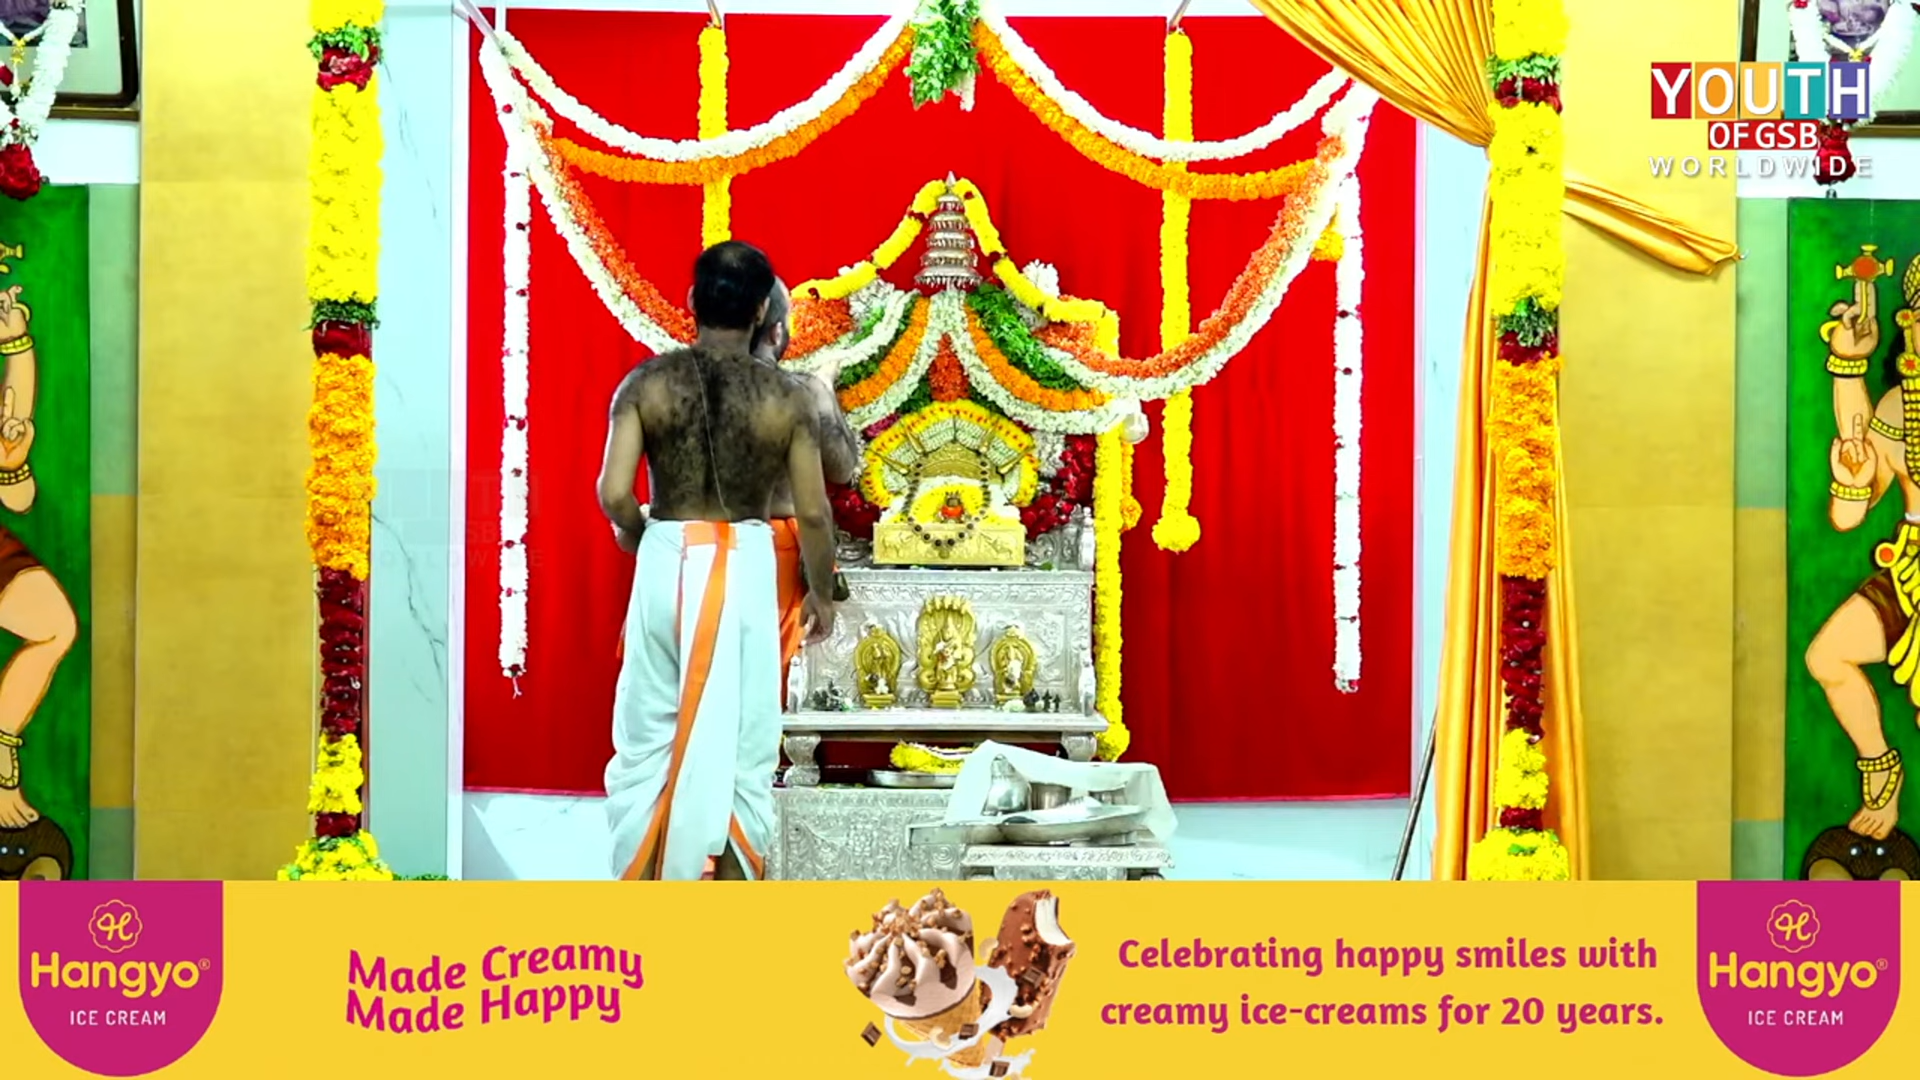 YOUTH
OF GSB
WORLDWIDE
Hangyo®
ICE CREAM
Made Creamy
Made Happy
Celebrating happy smiles with
creamy ice-creams for 20 years.
Hangyo®
ICE CREAM